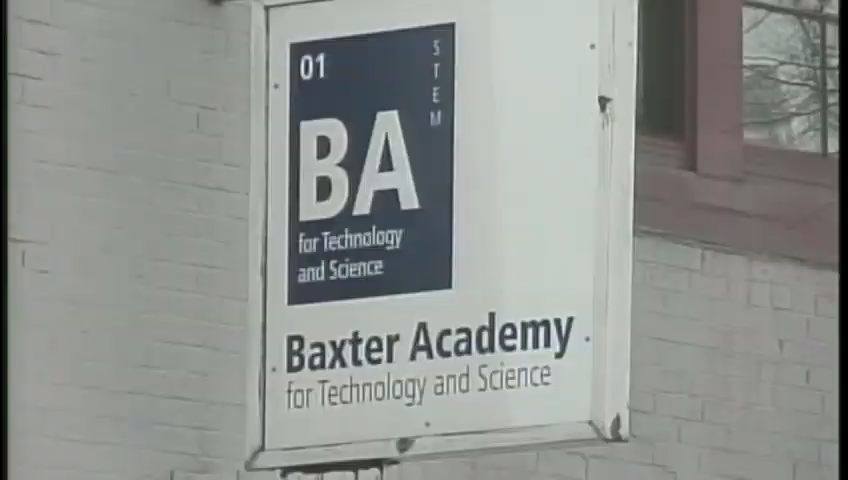 01
STEM
BA
for Technology
and Science
Baxter Academy
for Technology and Science